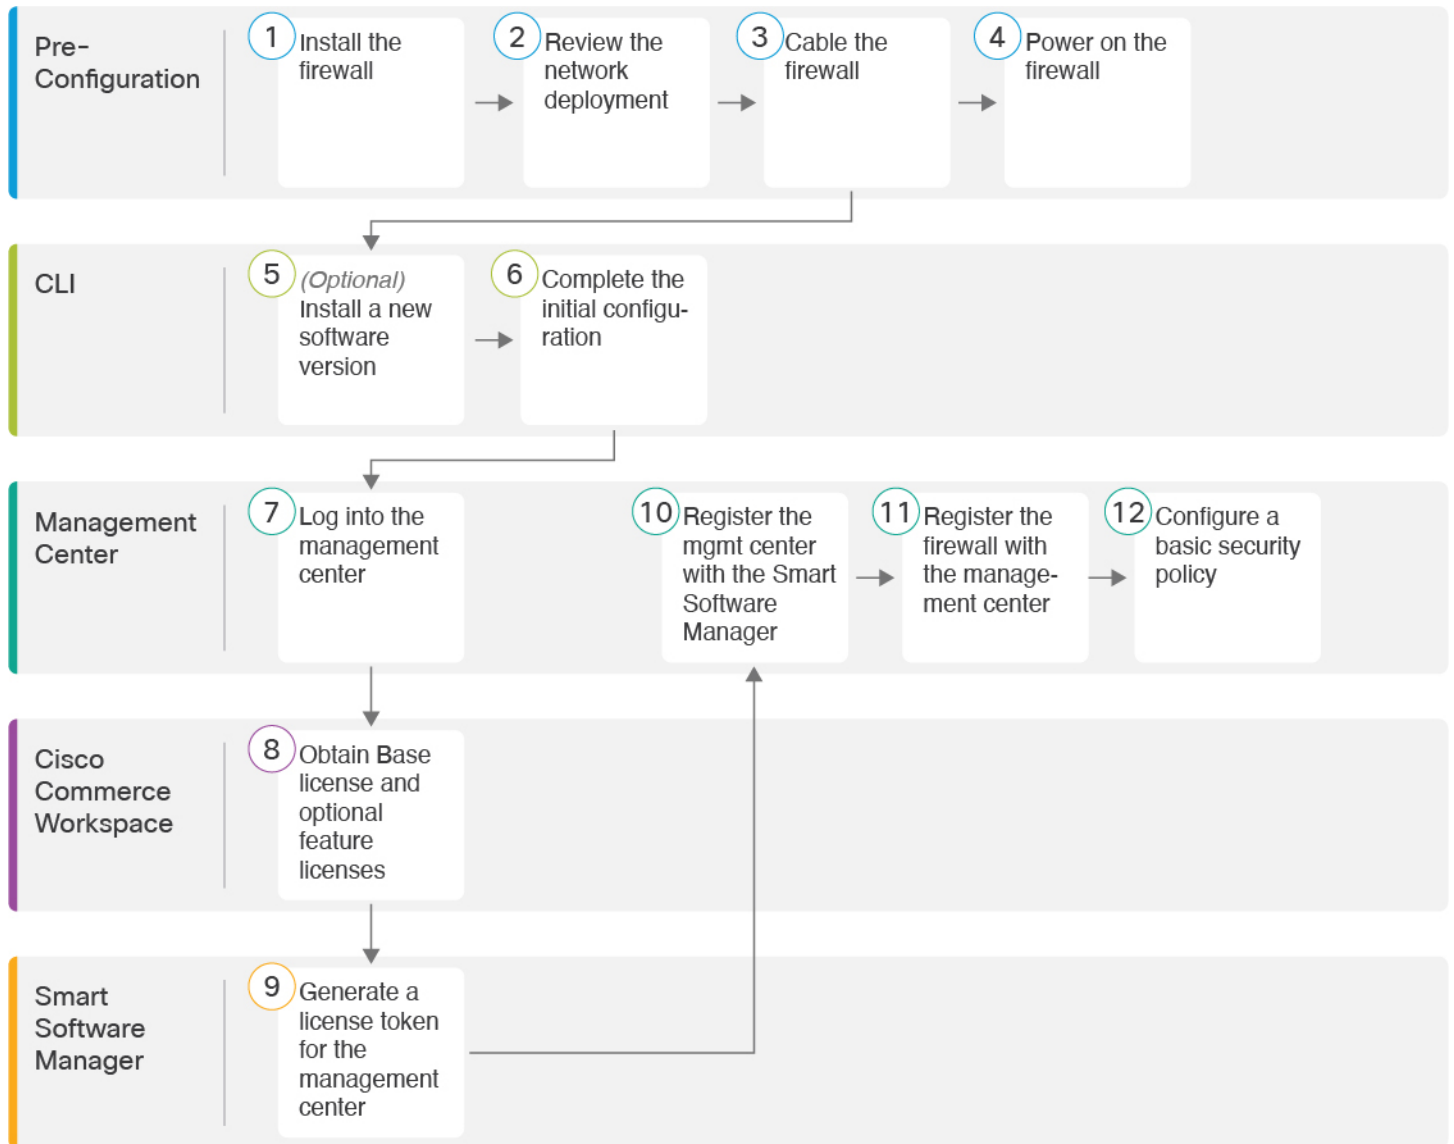 Pre-
Configuration
1
Install the
firewall
2
Review the
network
deployment
3
Cable the
firewall
4
Power on the
firewall
CLI
5
(Optional)
Install a new
software
version
6
Complete the
initial configu-
ration
Management
Center
7
Log into the
management
center
10
Register the
mgmt center
with the Smart
Software
Manager
11
Register the
firewall with
the manage-
ment center
12
Configure a
basic security
policy
Cisco
Commerce
Workspace
8
Obtain Base
license and
optional
feature
licenses
Smart
Software
Manager
9
Generate a
license token
for the
management
center